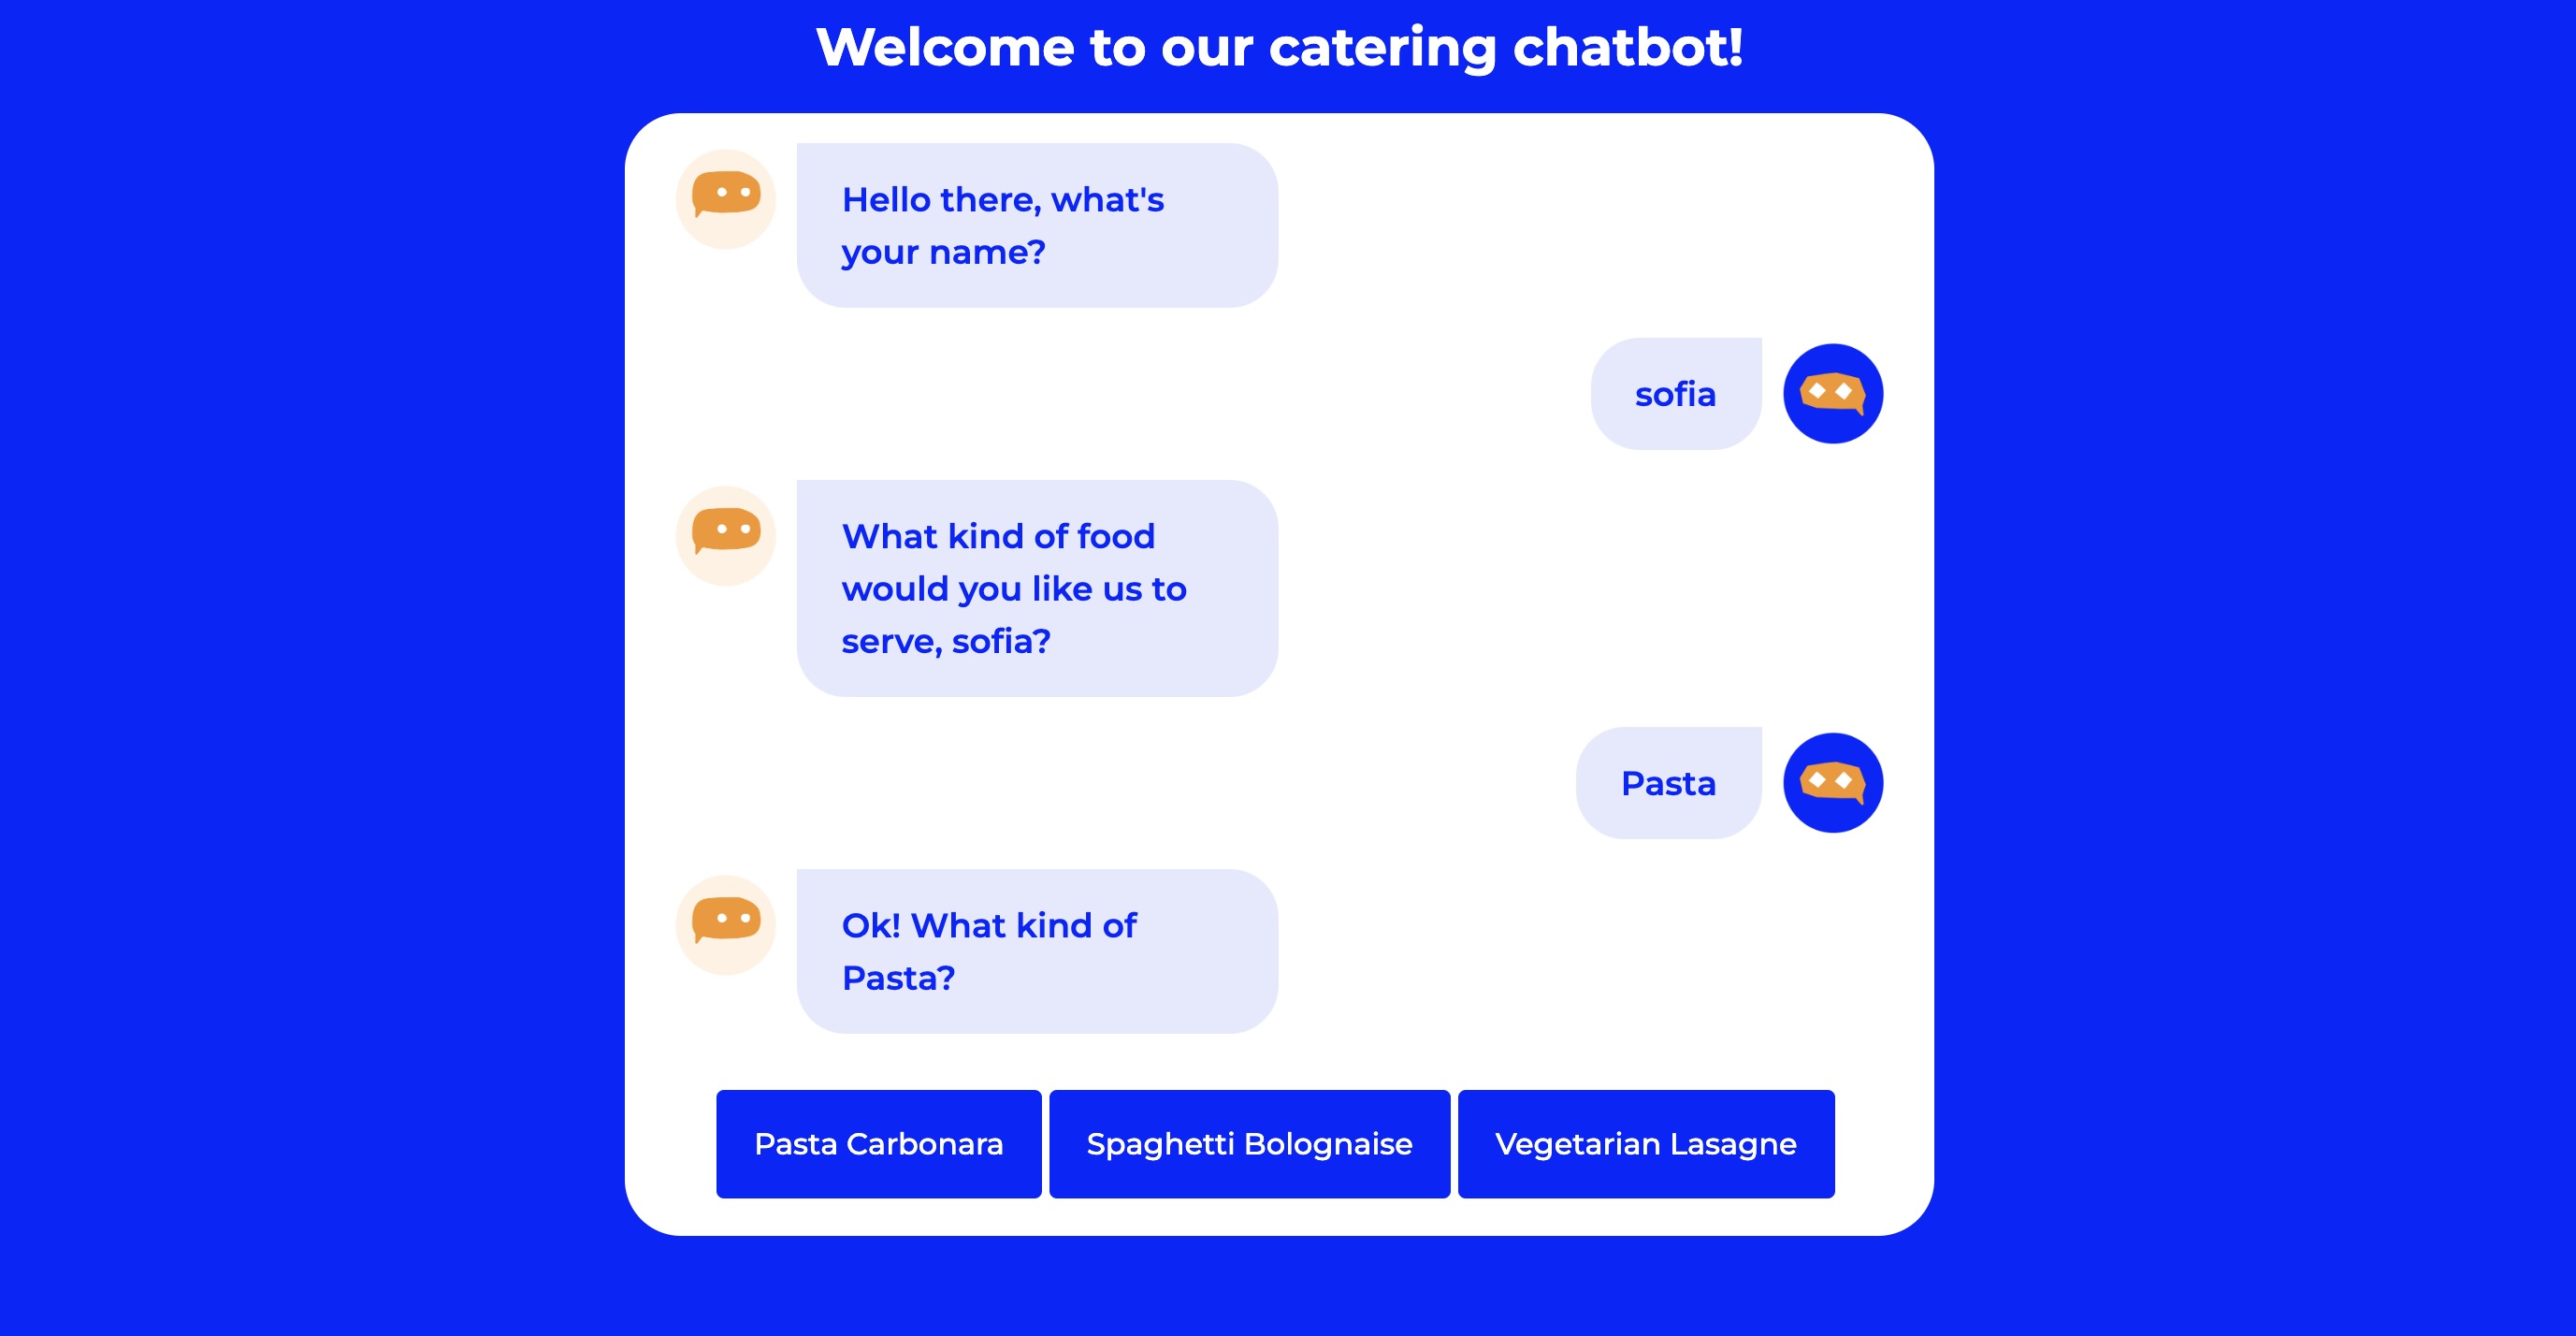 Welcome to our catering chatbot!
Hello there, what's
your name?
sofia
What kind of food
would you like us to
serve, sofia?
Pasta
Ok! What kind of
Pasta?
Pasta Carbonara
Spaghetti Bolognaise
Vegetarian Lasagne